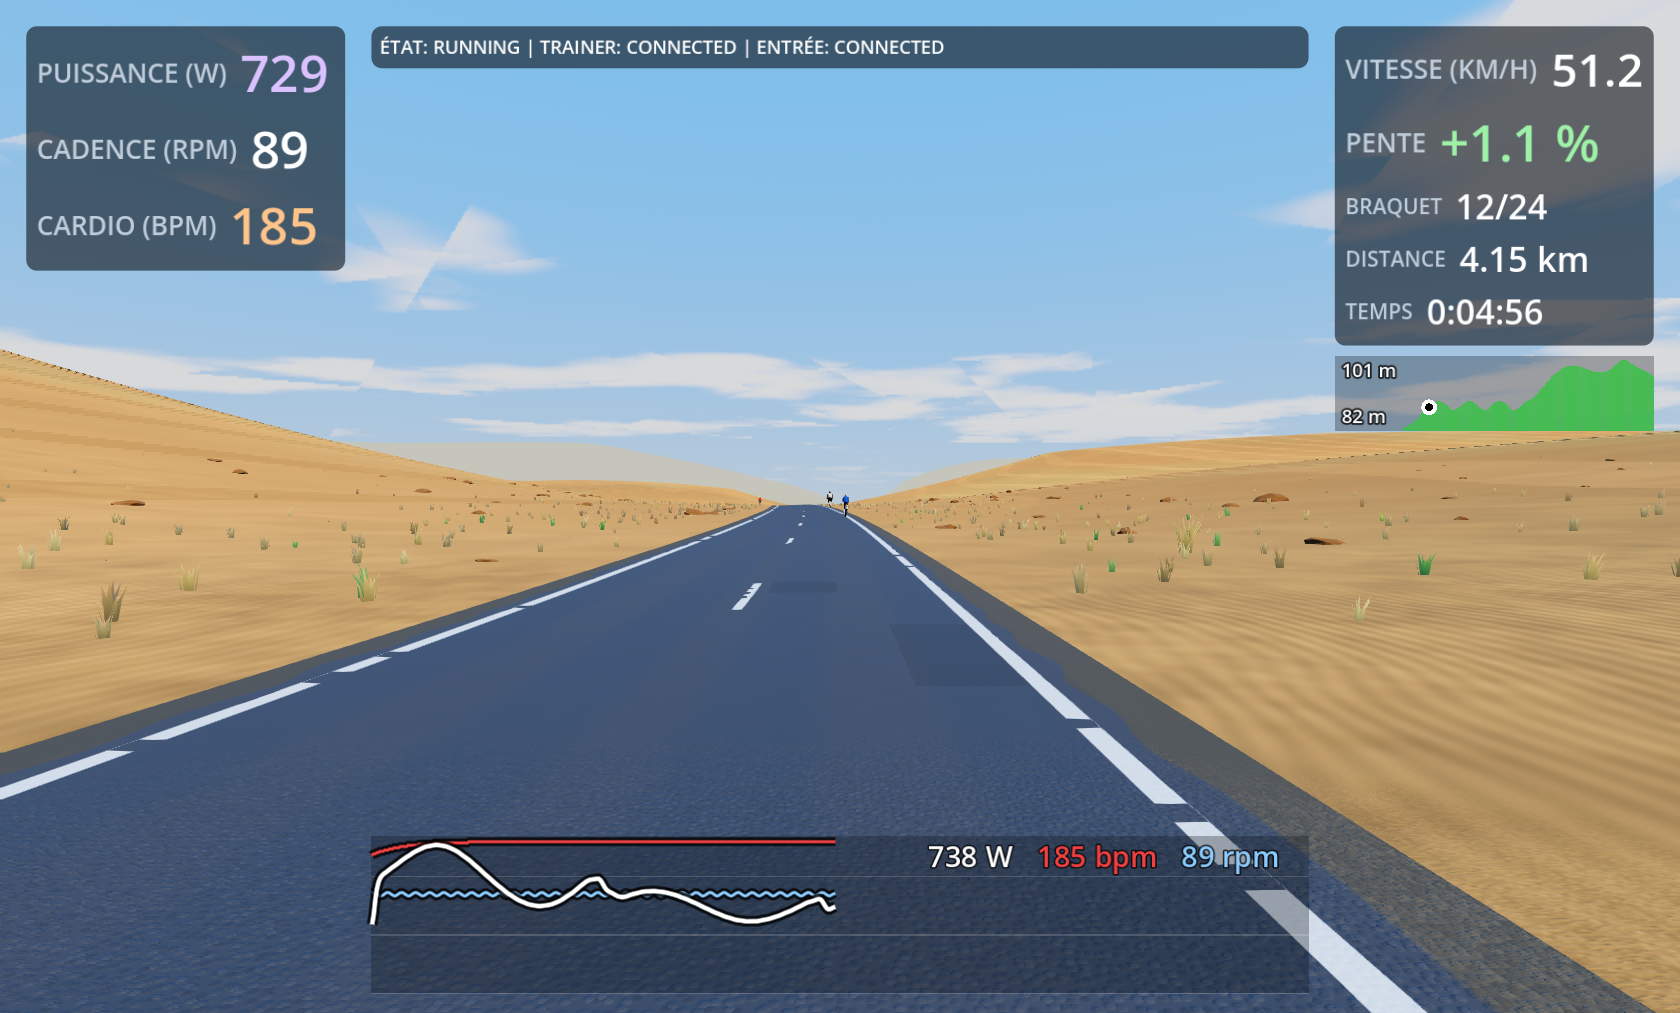 PUISSANCE (W) 729
CADENCE (RPM) 89
CARDIO (BPM) 185
ÉTAT: RUNNING | TRAINER: CONNECTED | ENTRÉE: CONNECTED
VITESSE (KM/H) 51.2
PENTE +1.1 %
BRAQUET 12/24
DISTANCE 4.15 km
TEMPS 0:04:56
101 m
82 m
738 W 185 bpm 89 rpm